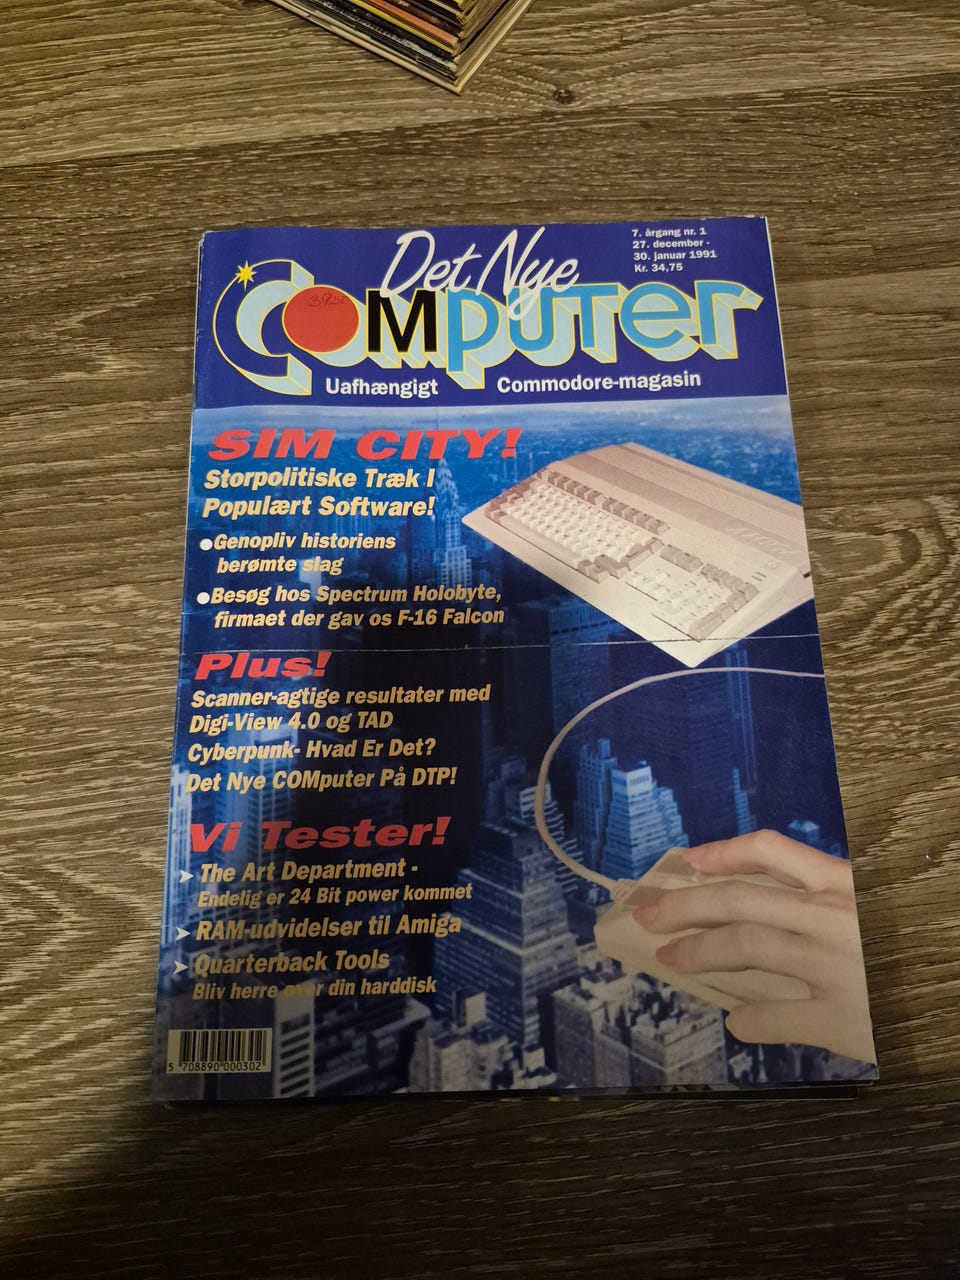 Det Nye
COMPUTER
7. årgang nr. 1
27. december -
30. januar 1991
Kr. 34,75
Uafhængigt Commodore-magasin
SIM CITY!
Storpolitiske Træk I
Populært Software!
Genopliv historiens
berømte slag
Besøg hos Spectrum Holobyte,
firmaet der gav os F-16 Falcon
Plus!
Scanner-agtige resultater med
Digi-View 4.0 og TAD
Cyberpunk- Hvad Er Det?
Det Nye COMputer På DTP!
Vi Tester!
The Art Department -
Endelig er 24 Bit power kommet
RAM-udvidelser til Amiga
Quarterback Tools
Bliv herre over din harddisk
5 708890 000302